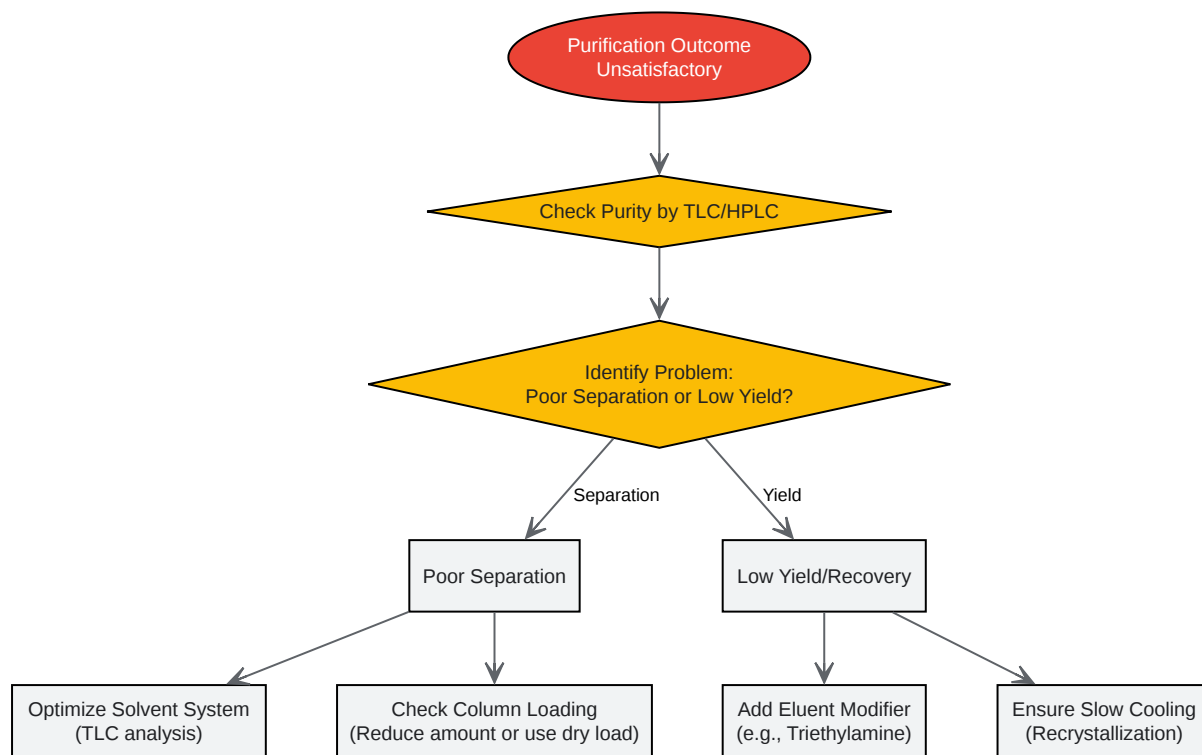 Purification Outcome
Unsatisfactory
Check Purity by TLC/HPLC
Identify Problem:
Poor Separation or Low Yield?
Separation
Yield
Poor Separation
Low Yield/Recovery
Optimize Solvent System
(TLC analysis)
Check Column Loading
(Reduce amount or use dry load)
Add Eluent Modifier
(e.g., Triethylamine)
Ensure Slow Cooling
(Recrystallization)